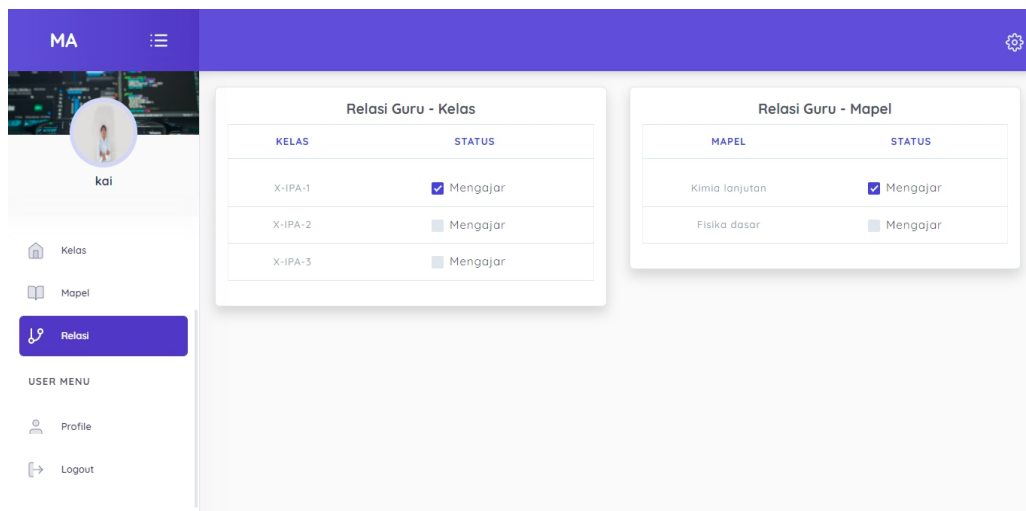 MA
kai
Kelas
Mapel
Relasi
USER MENU
Profile
Logout
Relasi Guru - Kelas
KELAS STATUS
X-IPA-1 Mengajar
X-IPA-2 Mengajar
X-IPA-3 Mengajar
Relasi Guru - Mapel
MAPEL STATUS
Kimia lanjutan Mengajar
Fisika dasar Mengajar